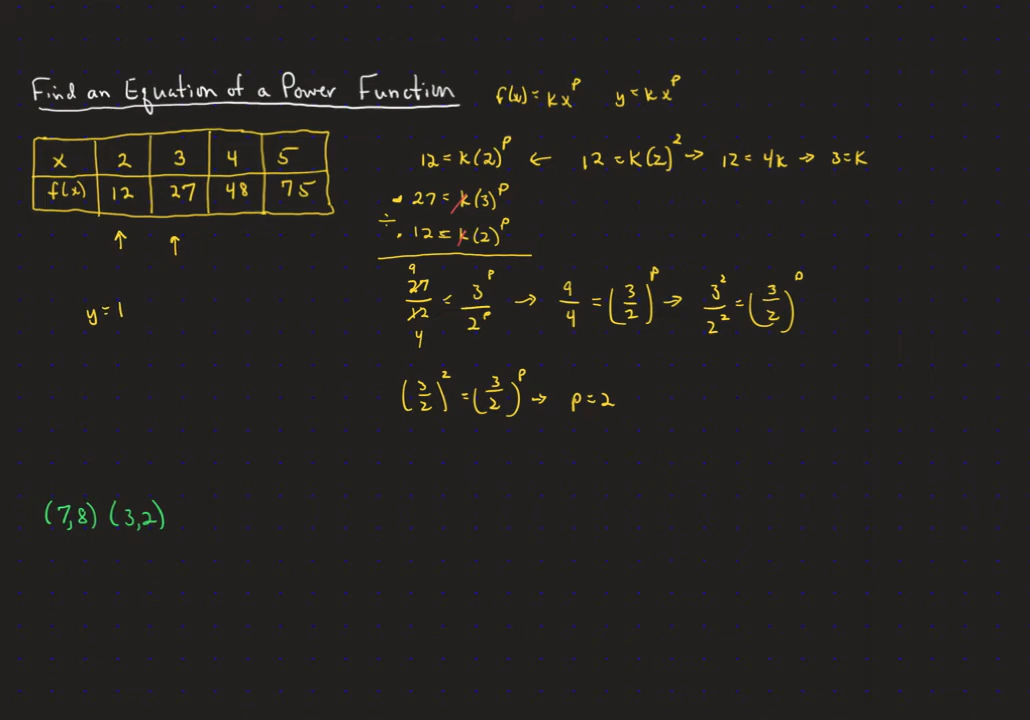 Find an Equation of a Power Function f(x) = kx^p y = kx^p
x 2 3 4 5
f(x) 12 27 48 75
↑ ↑
y = 1
12 = k(2)^p ← 12 = k(2)^2 → 12 = 4k → 3 = k
27 = k(3)^p
÷ 12 = k(2)^p
9
27/12 = 3^p/2^p → 9/4 = (3/2)^p → 3^2/2^2 = (3/2)^p
4
(3/2)^2 = (3/2)^p → p = 2
(7,8) (3,2)